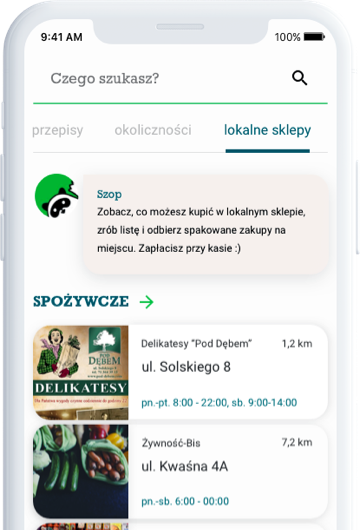 9:41 AM 100%
Czego szukasz?
przepisy okoliczności lokalne sklepy
Szop
Zobacz, co możesz kupić w lokalnym sklepie,
zrób listę i odbierz spakowane zakupy na
miejscu. Zapłacisz przy kasie :)
SPOŻYWCZE
POD
DĘBEM
DELIKATESY
Delikatesy "Pod Dębem" 1,2 km
ul. Solskiego 8
pn.-pt. 8:00 - 22:00, sb. 9:00-14:00
Żywność-Bis 7,2 km
ul. Kwaśna 4A
pn.-sb. 6:00 - 00:00